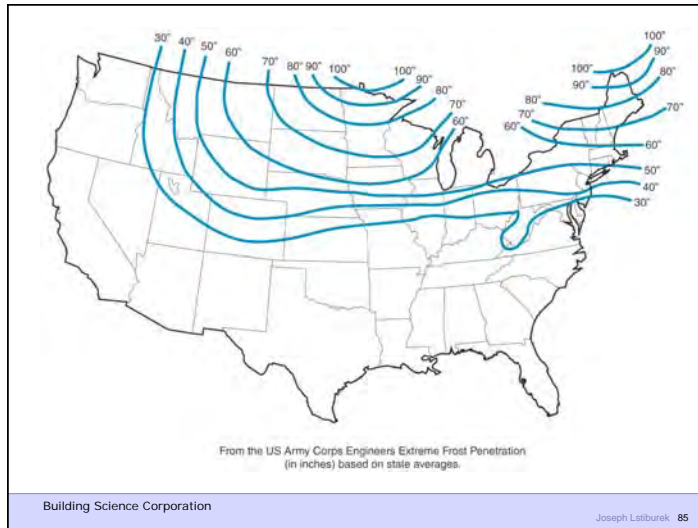 30" 40" 50" 60" 70" 80" 90" 100" 100" 90" 80" 70" 60"
100" 90" 80" 70" 60"
100"
90"
80"
70"
60"
50"
40"
30"
From the US Army Corps Engineers Extreme Frost Penetration
(in inches) based on state averages.
Building Science Corporation
Joseph Lstiburek 85